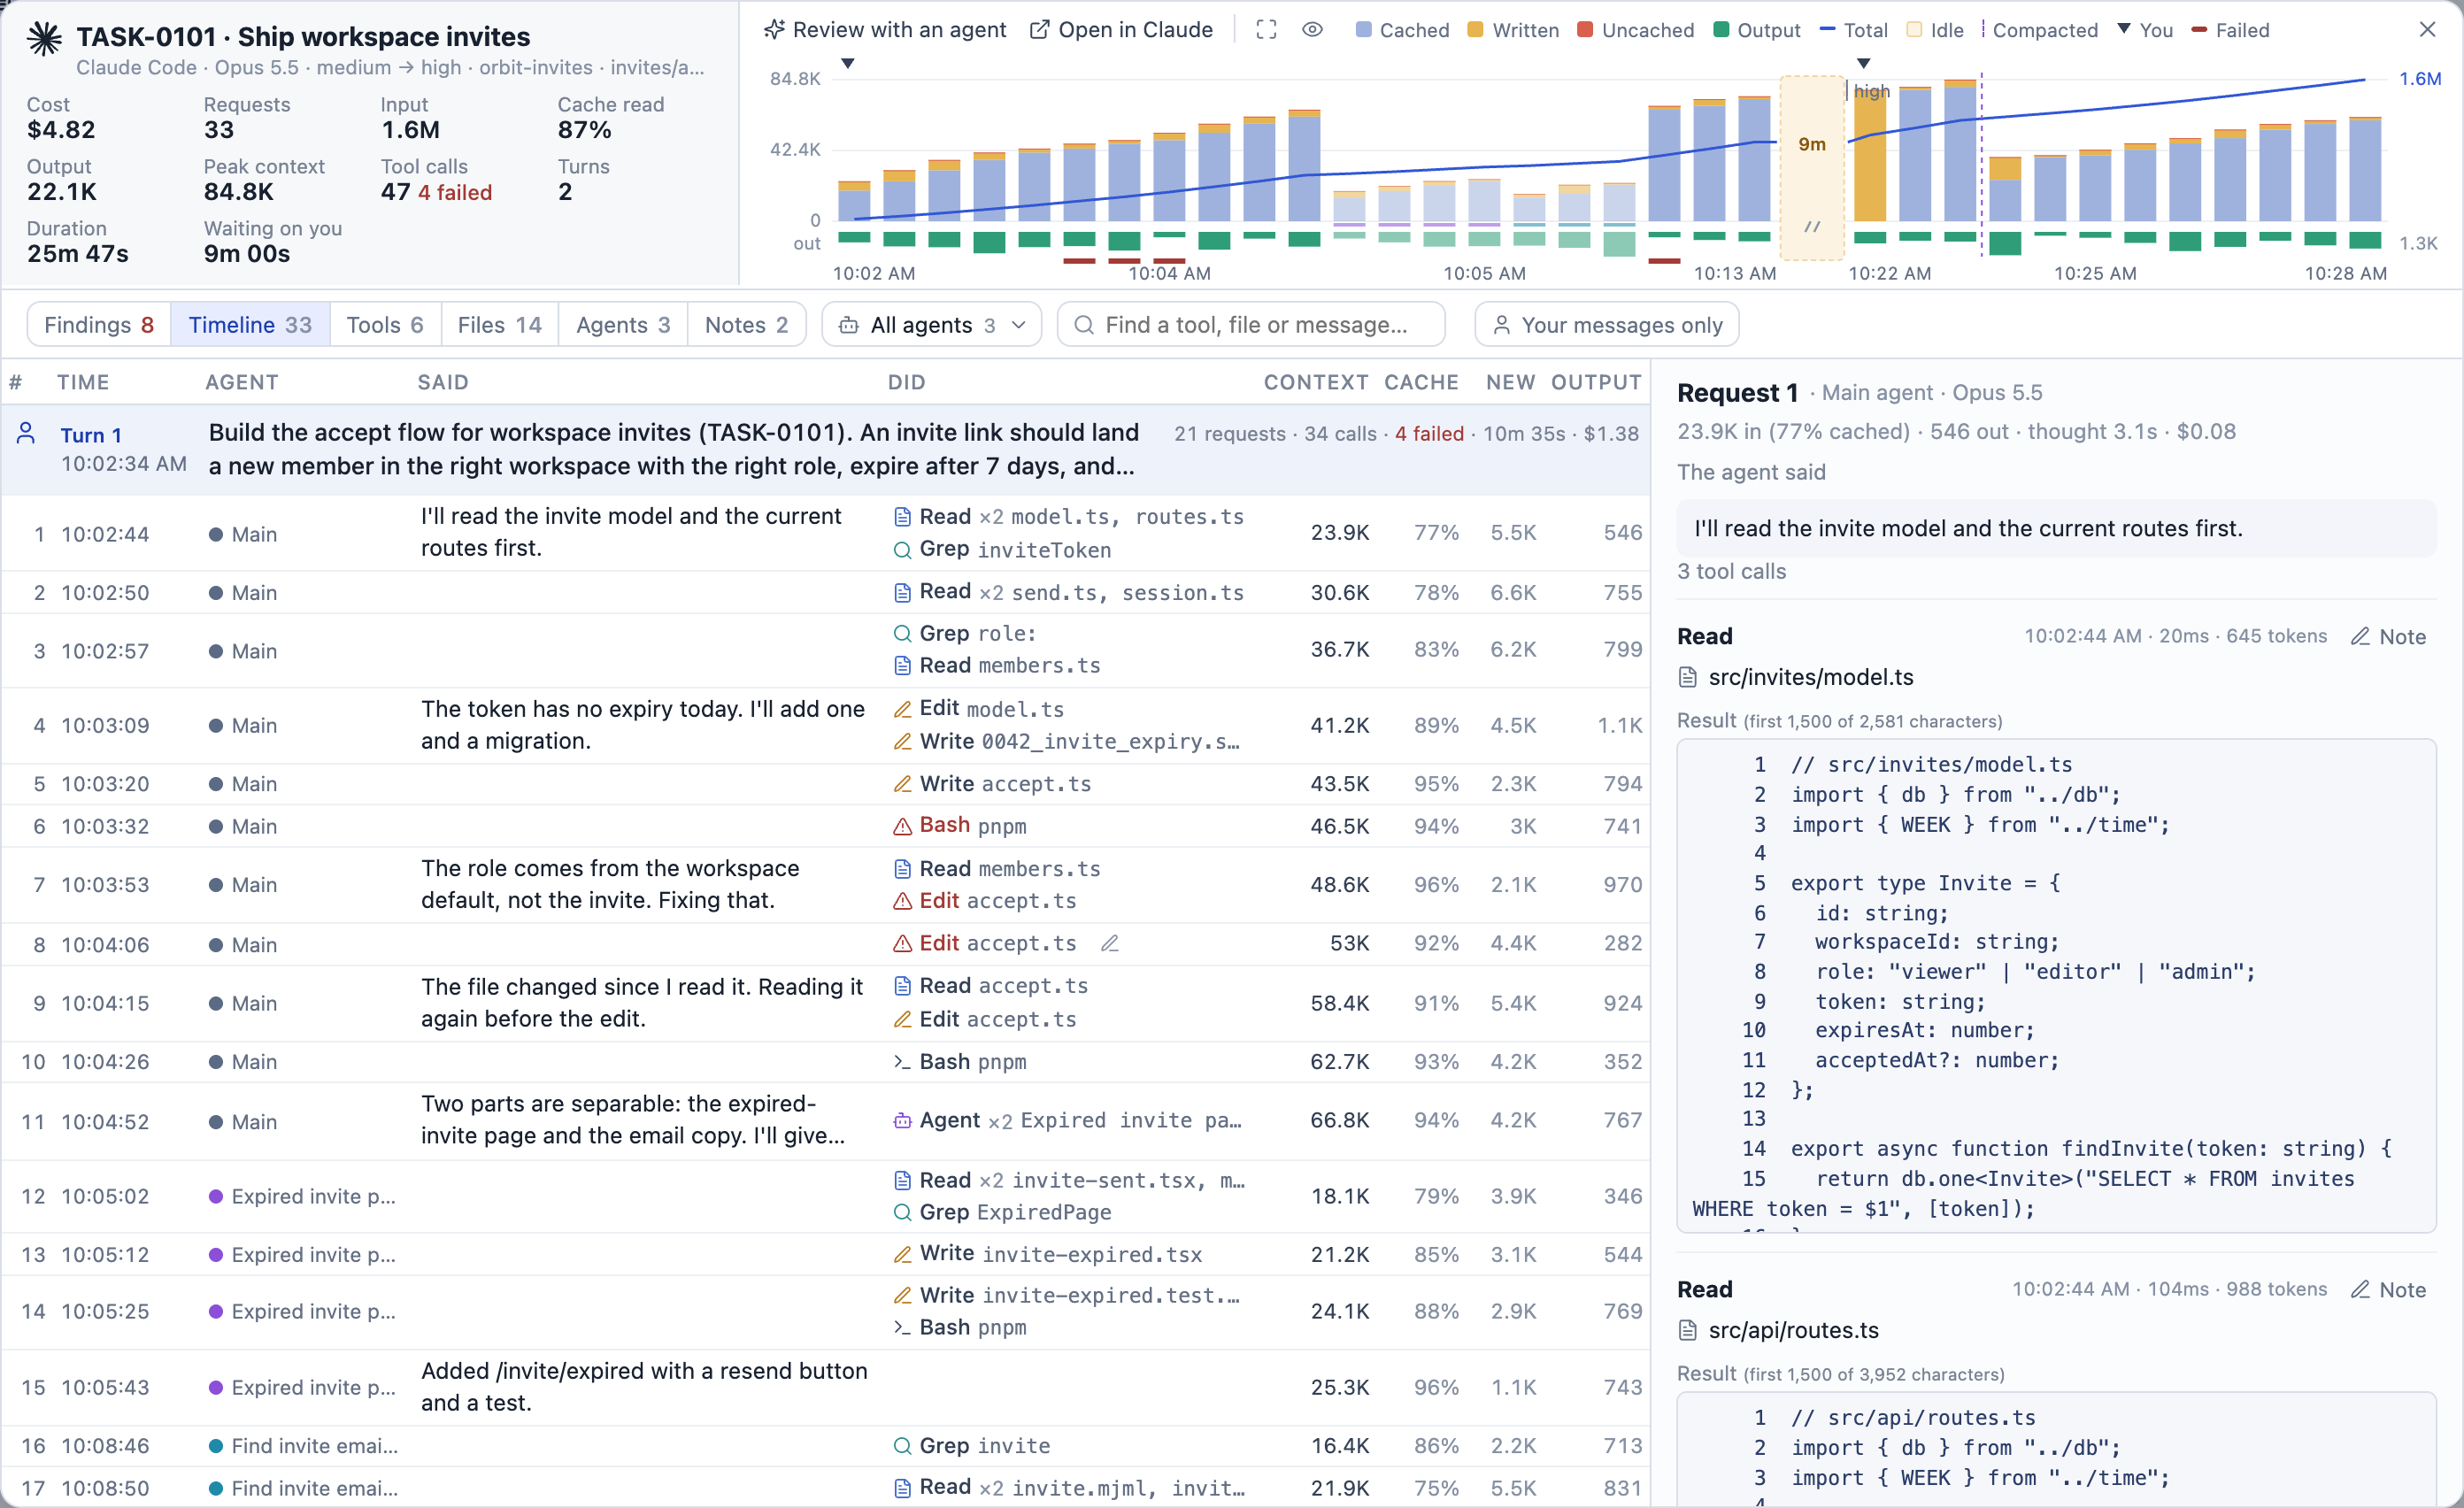 TASK-0101 · Ship workspace invites
Claude Code · Opus 5.5 · medium → high · orbit-invites · invites/a...
Cost Requests Input Cache read
$4.82 33 1.6M 87%
Output Peak context Tool calls Turns
22.1K 84.8K 47 4 failed 2
Duration Waiting on you
25m 47s 9m 00s
Review with an agent Open in Claude Cached Written Uncached Output Total Idle Compacted You Failed
84.8K 1.6M
high
42.4K 9m
0 //
out 1.3K
10:02 AM 10:04 AM 10:05 AM 10:13 AM 10:22 AM 10:25 AM 10:28 AM
Findings 8 Timeline 33 Tools 6 Files 14 Agents 3 Notes 2 All agents 3 Find a tool, file or message... Your messages only
# TIME AGENT SAID DID CONTEXT CACHE NEW OUTPUT
Turn 1 Build the accept flow for workspace invites (TASK-0101). An invite link should land 21 requests · 34 calls · 4 failed · 10m 35s · $1.38
10:02:34 AM a new member in the right workspace with the right role, expire after 7 days, and...
I'll read the invite model and the current Read ×2 model.ts, routes.ts
1 10:02:44 Main 23.9K 77% 5.5K 546
routes first. Grep inviteToken
2 10:02:50 Main Read ×2 send.ts, session.ts 30.6K 78% 6.6K 755
Grep role:
3 10:02:57 Main 36.7K 83% 6.2K 799
Read members.ts
The token has no expiry today. I'll add one Edit model.ts
4 10:03:09 Main 41.2K 89% 4.5K 1.1K
and a migration. Write 0042_invite_expiry.s...
5 10:03:20 Main Write accept.ts 43.5K 95% 2.3K 794
6 10:03:32 Main Bash pnpm 46.5K 94% 3K 741
The role comes from the workspace Read members.ts
7 10:03:53 Main 48.6K 96% 2.1K 970
default, not the invite. Fixing that. Edit accept.ts
8 10:04:06 Main Edit accept.ts 53K 92% 4.4K 282
The file changed since I read it. Reading it Read accept.ts
9 10:04:15 Main 58.4K 91% 5.4K 924
again before the edit. Edit accept.ts
10 10:04:26 Main Bash pnpm 62.7K 93% 4.2K 352
Two parts are separable: the expired-
11 10:04:52 Main Agent ×2 Expired invite pa... 66.8K 94% 4.2K 767
invite page and the email copy. I'll give...
Read ×2 invite-sent.tsx, m...
12 10:05:02 Expired invite p... 18.1K 79% 3.9K 346
Grep ExpiredPage
13 10:05:12 Expired invite p... Write invite-expired.tsx 21.2K 85% 3.1K 544
Write invite-expired.test....
14 10:05:25 Expired invite p... 24.1K 88% 2.9K 769
Bash pnpm
Added /invite/expired with a resend button
15 10:05:43 Expired invite p... 25.3K 96% 1.1K 743
and a test.
16 10:08:46 Find invite emai... Grep invite 16.4K 86% 2.2K 713
17 10:08:50 Find invite emai... Read ×2 invite.mjml, invit... 21.9K 75% 5.5K 831
Request 1 · Main agent · Opus 5.5
23.9K in (77% cached) · 546 out · thought 3.1s · $0.08
The agent said
I'll read the invite model and the current routes first.
3 tool calls
Read 10:02:44 AM · 20ms · 645 tokens Note
src/invites/model.ts
Result (first 1,500 of 2,581 characters)
1 // src/invites/model.ts
2 import { db } from "../db";
3 import { WEEK } from "../time";
4
5 export type Invite = {
6 id: string;
7 workspaceId: string;
8 role: "viewer" | "editor" | "admin";
9 token: string;
10 expiresAt: number;
11 acceptedAt?: number;
12 };
13
14 export async function findInvite(token: string) {
15 return db.one<Invite>("SELECT * FROM invites
WHERE token = $1", [token]);
Read 10:02:44 AM · 104ms · 988 tokens Note
src/api/routes.ts
Result (first 1,500 of 3,952 characters)
1 // src/api/routes.ts
2 import { db } from "../db";
3 import { WEEK } from "../time";